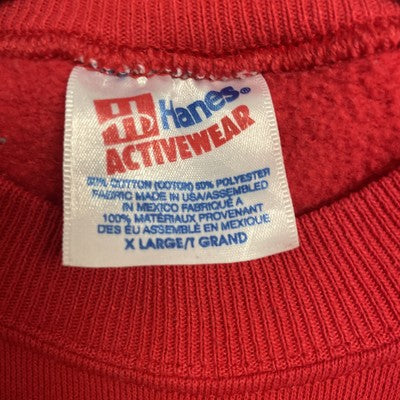 Hanes®
ACTIVEWEAR
50% COTTON (COTON) 50% POLYESTER
FABRIC MADE IN USA/ASSEMBLED
IN MEXICO FABRIQUÉ A
100% MATÉRIAUX PROVENANT
DES ÉU ASSEMBLÉ EN MEXIQUE
X LARGE/T GRAND